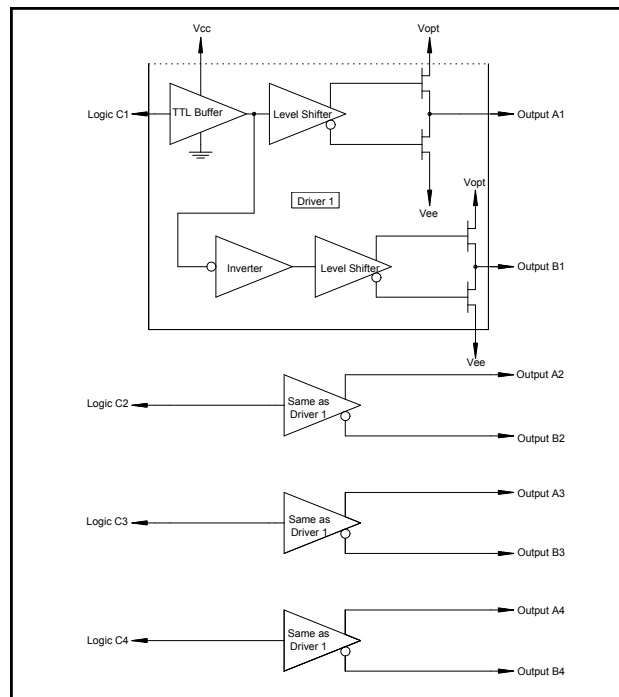 Vcc
Vopt
Logic C1
TTL Buffer
Level Shifter
Output A1
Driver 1
Vee
Vopt
Inverter
Level Shifter
Output B1
Vee
Output A2
Logic C2
Same as
Driver 1
Output B2
Output A3
Logic C3
Same as
Driver 1
Output B3
Output A4
Logic C4
Same as
Driver 1
Output B4